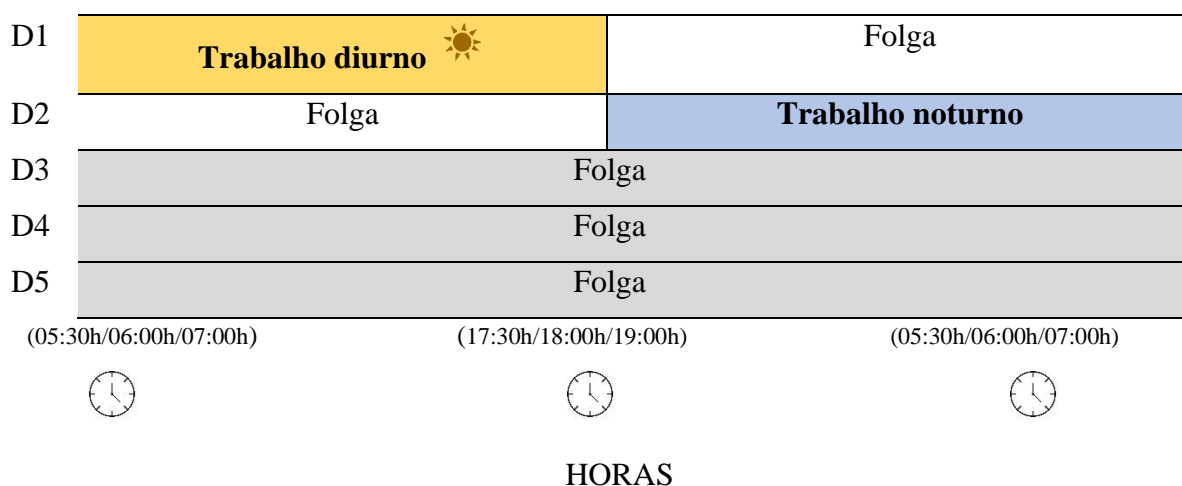 D1 Trabalho diurno Folga
D2 Folga Trabalho noturno
D3 Folga
D4 Folga
D5 Folga
(05:30h/06:00h/07:00h) (17:30h/18:00h/19:00h) (05:30h/06:00h/07:00h)
HORAS